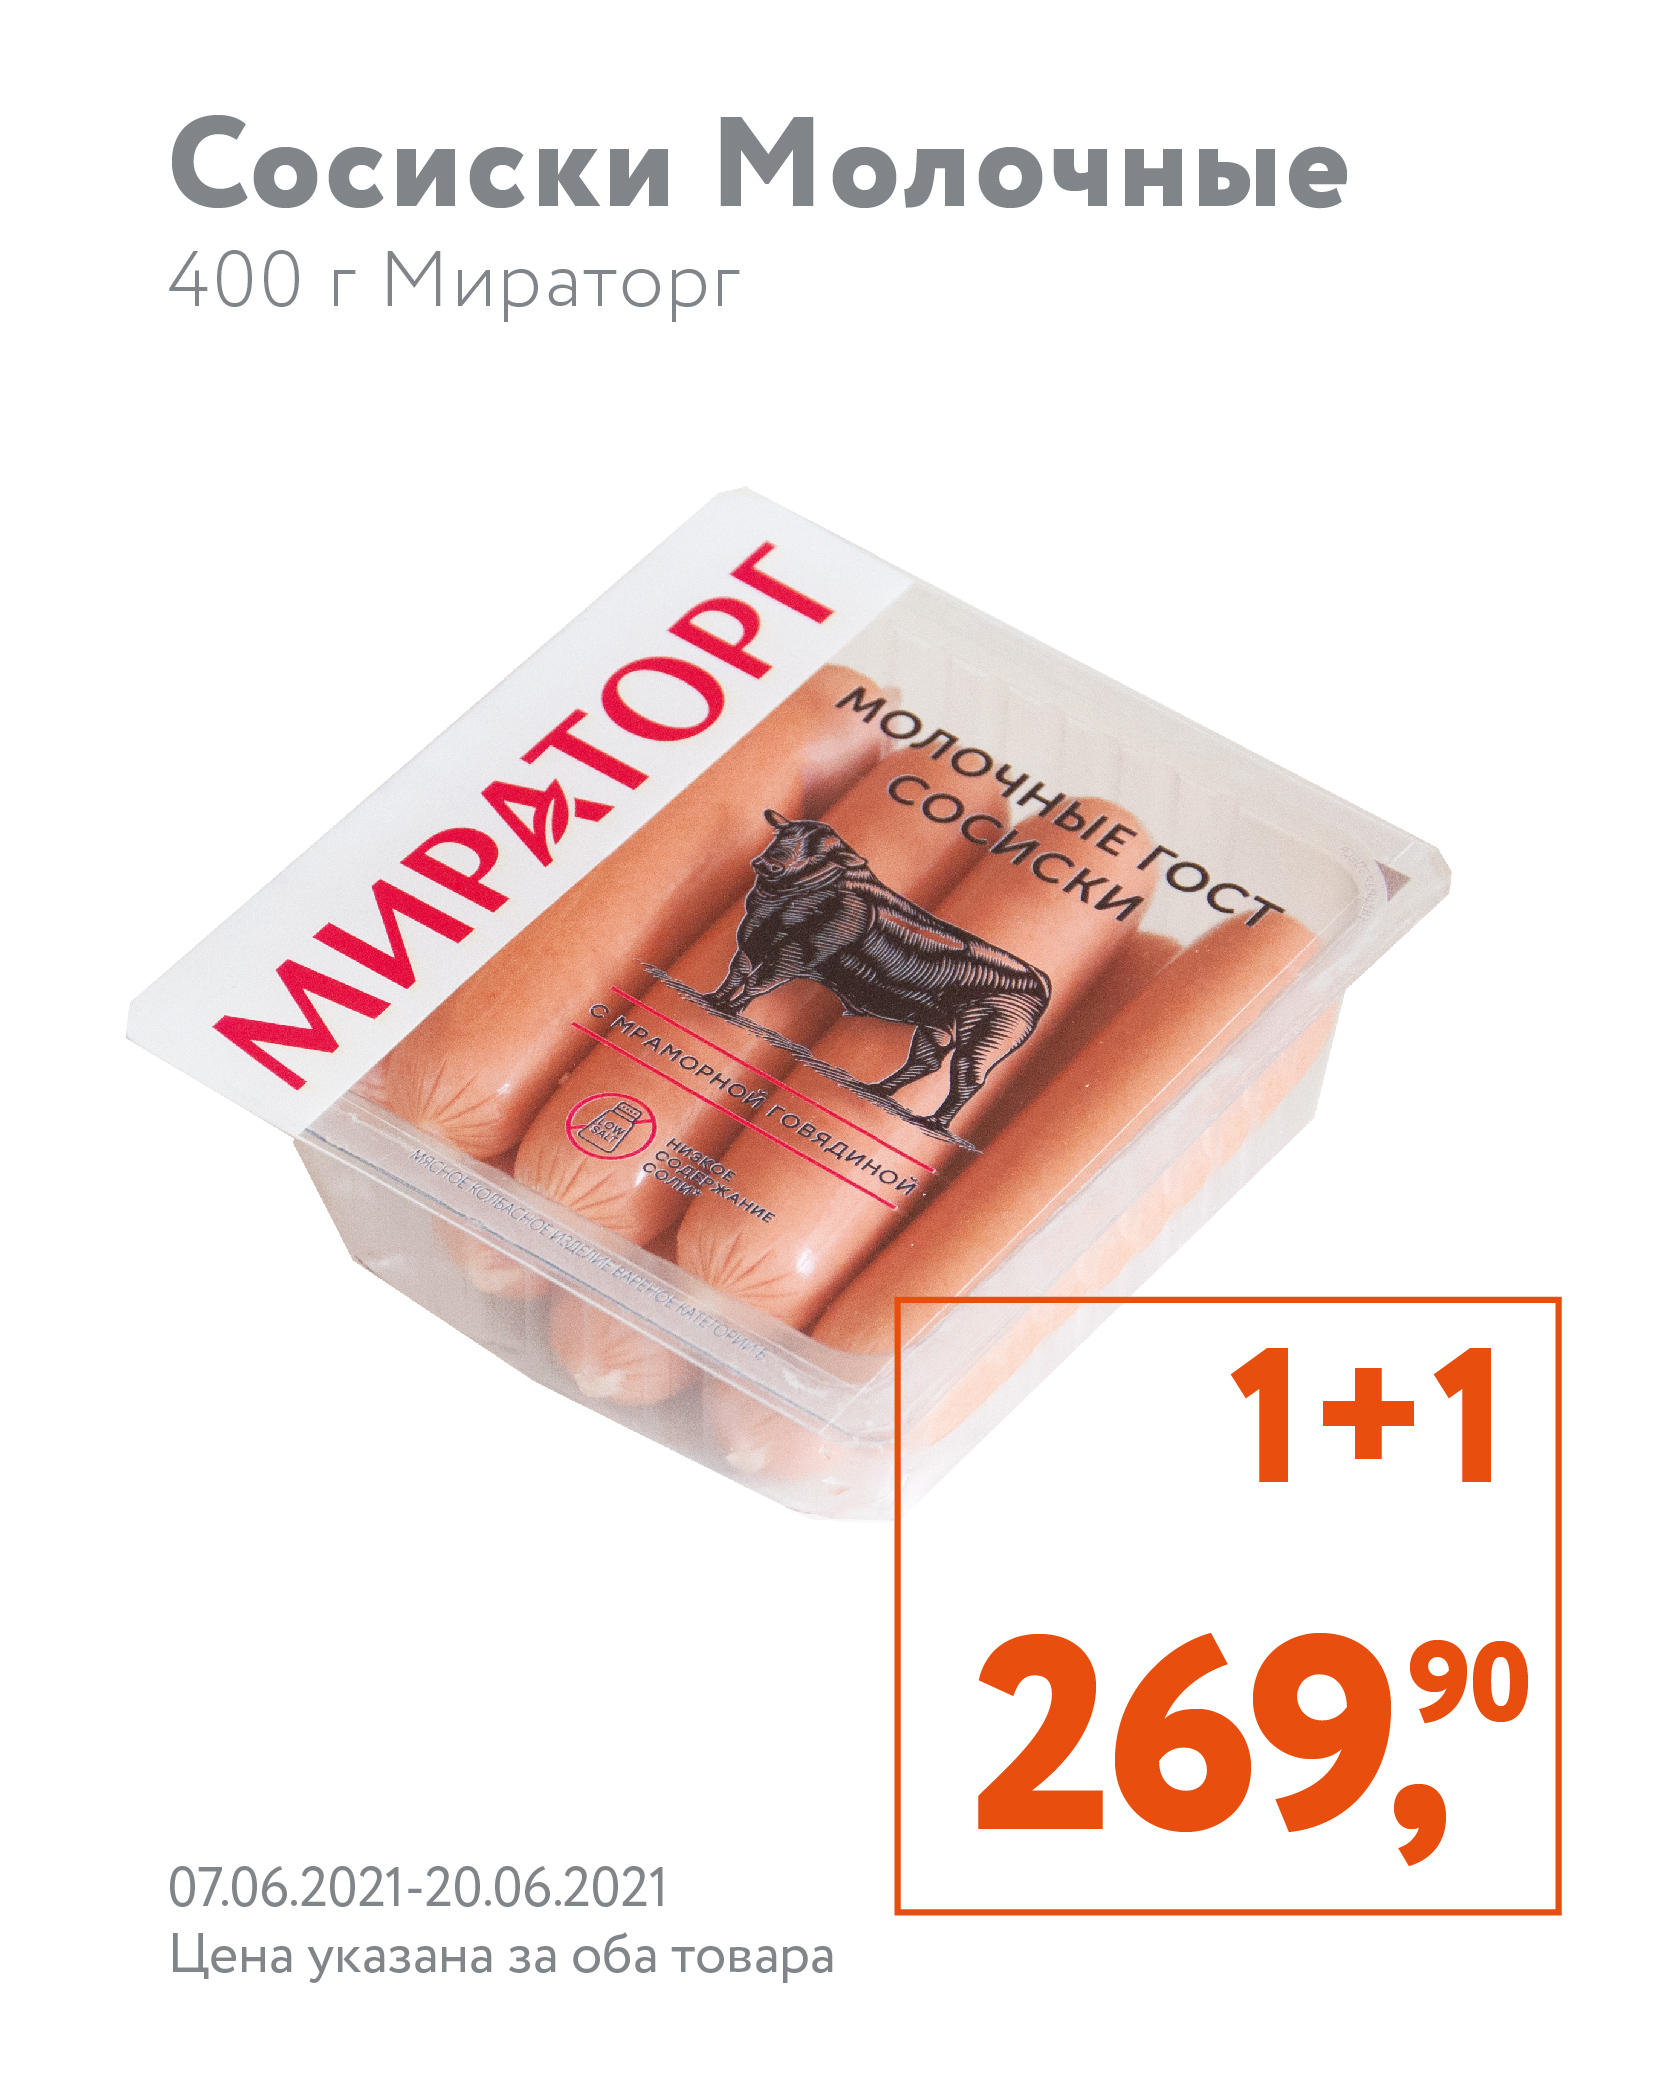 Сосиски Молочные
400 г Мираторг
МИРАТОРГ
МОЛОЧНЫЕ ГОСТ
СОСИСКИ
С МРАМОРНОЙ ГОВЯДИНОЙ
LOW
SALT
НИЗКОЕ
СОДЕРЖАНИЕ
СОЛИ*
МЯСНОЕ КОЛБАСНОЕ ИЗДЕЛИЕ ВАРЕНОЕ КАТЕГОРИИ Б
1+1
269,90
07.06.2021-20.06.2021
Цена указана за оба товара